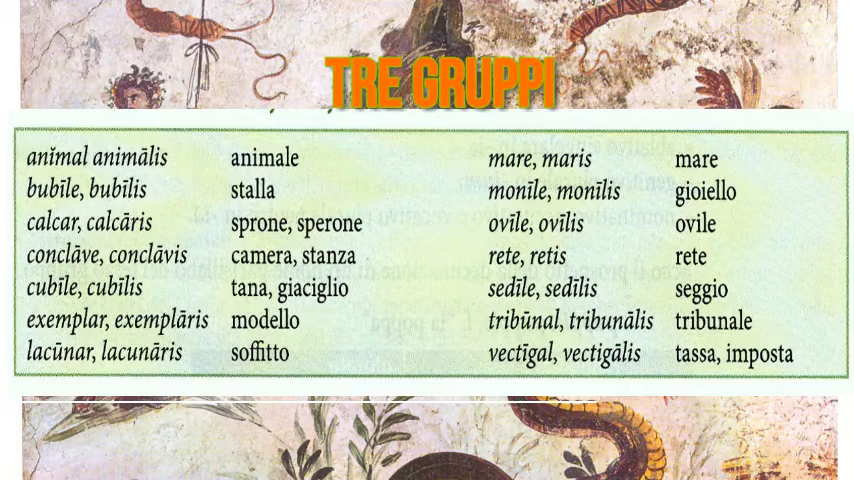 TRE GRUPPI
anĭmal animālis animale
bubīle, bubīlis stalla
calcar, calcāris sprone, sperone
conclāve, conclāvis camera, stanza
cubīle, cubīlis tana, giaciglio
exemplar, exemplāris modello
lacūnar, lacunāris soffitto
mare, maris mare
monīle, monīlis gioiello
ovīle, ovīlis ovile
rete, retis rete
sedīle, sedīlis seggio
tribūnal, tribunālis tribunale
vectīgal, vectigālis tassa, imposta